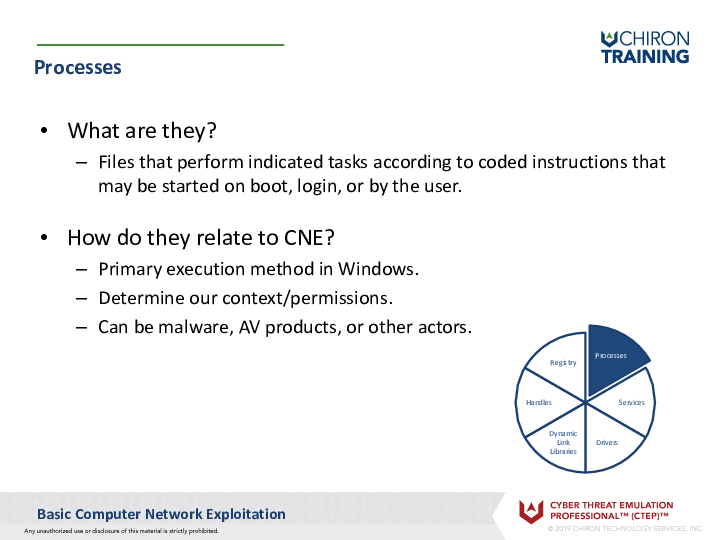 CHIRON
TRAINING
Processes
• What are they?
– Files that perform indicated tasks according to coded instructions that
may be started on boot, login, or by the user.
• How do they relate to CNE?
– Primary execution method in Windows.
– Determine our context/permissions.
– Can be malware, AV products, or other actors.
Processes
Registry
Handles
Services
Dynamic
Link
Libraries
Drivers
Basic Computer Network Exploitation
CYBER THREAT EMULATION
PROFESSIONAL™ (CTEP)™
Any unauthorized use or disclosure of this material is strictly prohibited.
© 2019 CHIRON TECHNOLOGY SERVICES, INC.